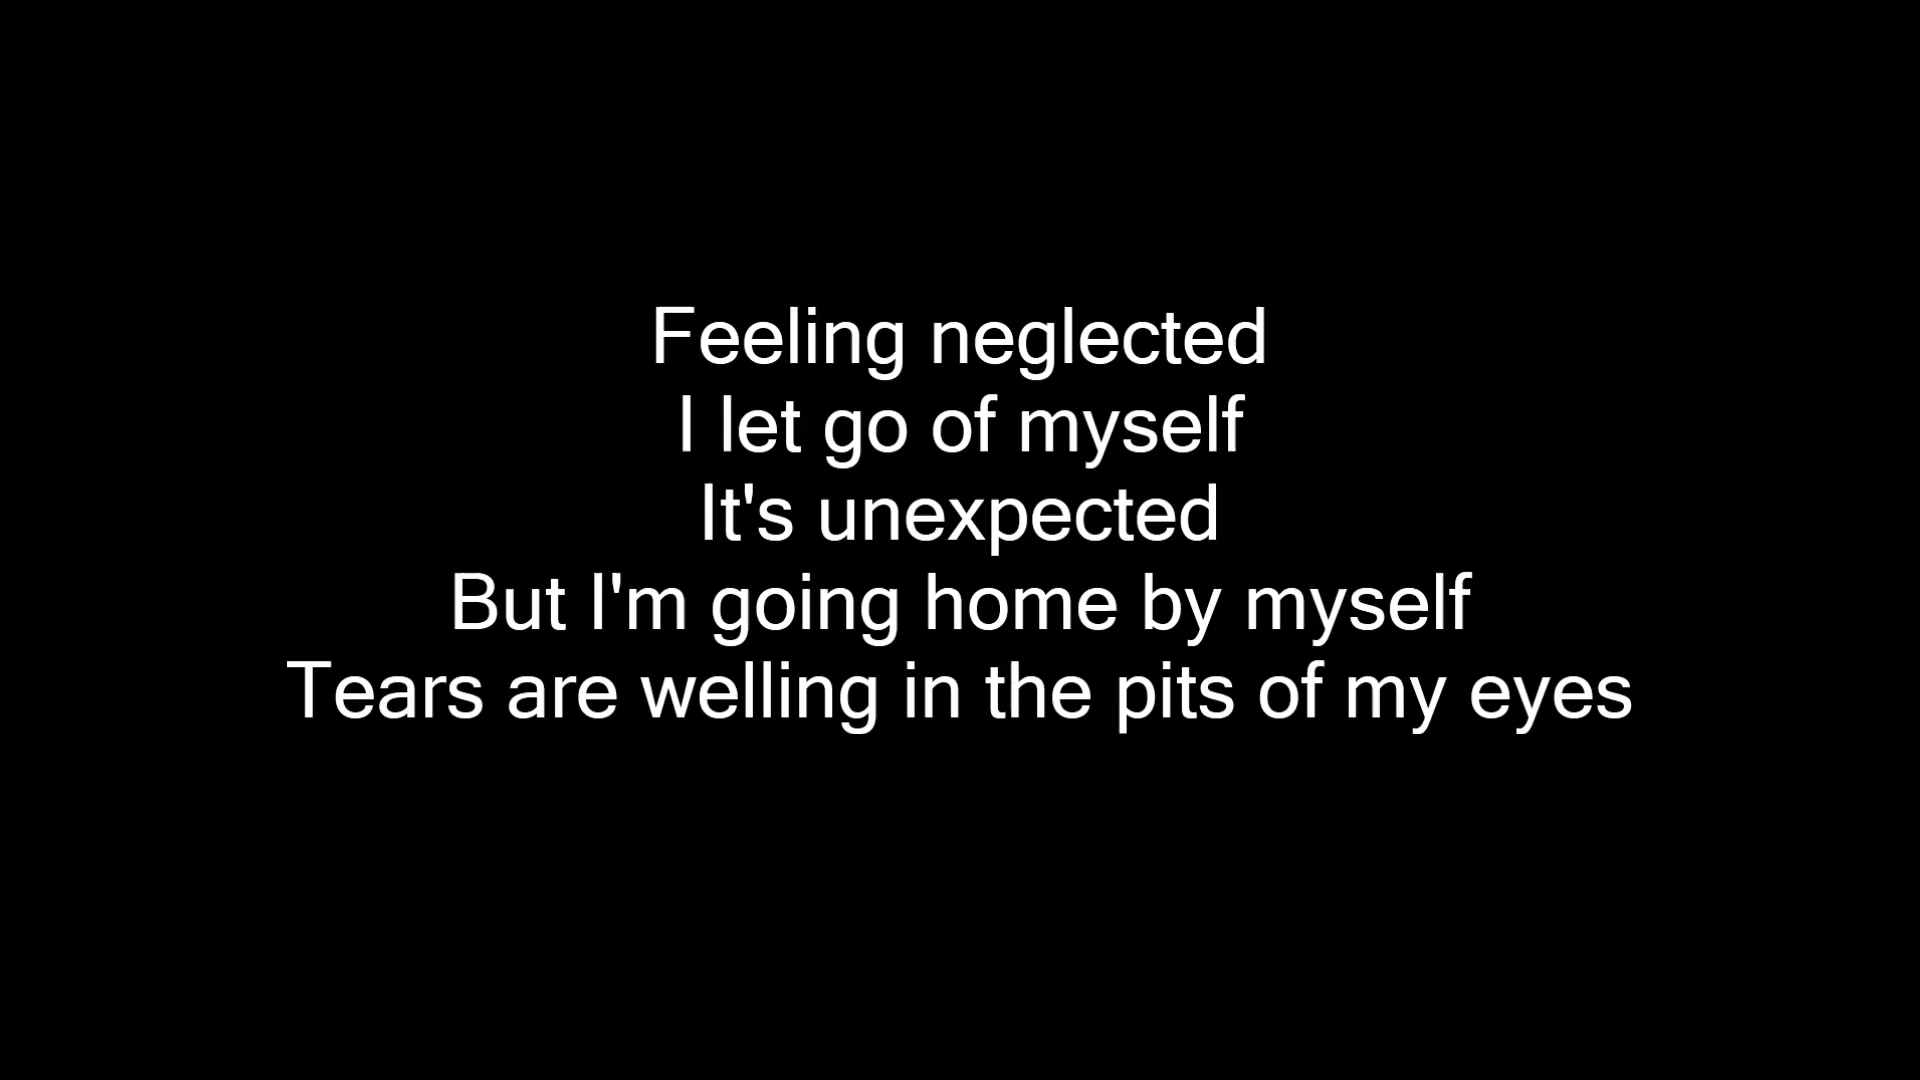 Feeling neglected
I let go of myself
It's unexpected
But I'm going home by myself
Tears are welling in the pits of my eyes